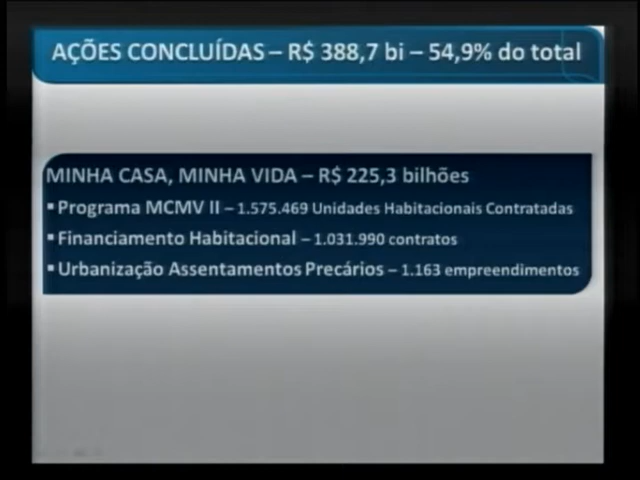 AÇÕES CONCLUÍDAS – R$ 388,7 bi – 54,9% do total
MINHA CASA, MINHA VIDA – R$ 225,3 bilhões
▪ Programa MCMV II – 1.575.469 Unidades Habitacionais Contratadas
▪ Financiamento Habitacional – 1.031.990 contratos
▪ Urbanização Assentamentos Precários – 1.163 empreendimentos